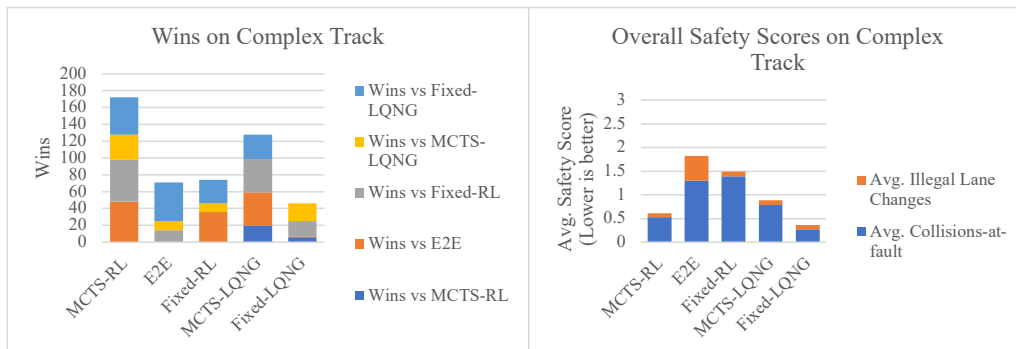 Wins on Complex Track
Wins
200
180
160
140
120
100
80
60
40
20
0
MCTS-RL
E2E
Fixed-RL
MCTS-LQNG
Fixed-LQNG
Wins vs Fixed-
LQNG
Wins vs MCTS-
LQNG
Wins vs Fixed-RL
Wins vs E2E
Wins vs MCTS-RL
Overall Safety Scores on Complex
Track
Avg. Safety Score
(Lower is better)
3
2.5
2
1.5
1
0.5
0
MCTS-RL
E2E
Fixed-RL
MCTS-LQNG
Fixed-LQNG
Avg. Illegal Lane
Changes
Avg. Collisions-at-
fault